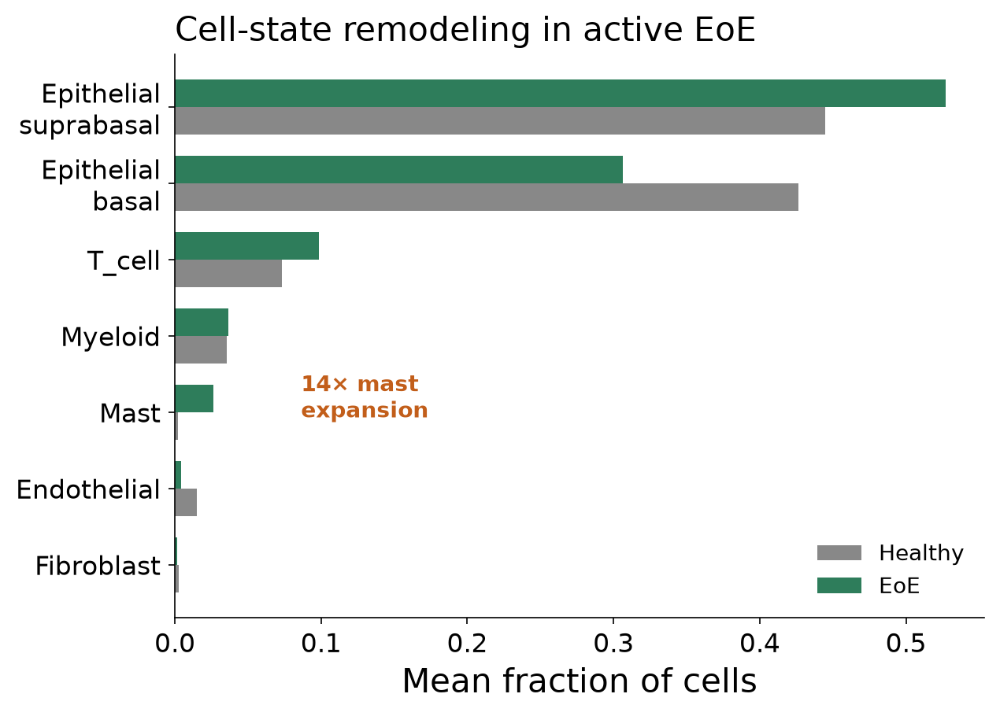 Cell-state remodeling in active EoE
Epithelial
suprabasal
Epithelial
basal
T_cell
Myeloid
Mast
Endothelial
Fibroblast
14× mast
expansion
Healthy
EoE
0.0 0.1 0.2 0.3 0.4 0.5
Mean fraction of cells